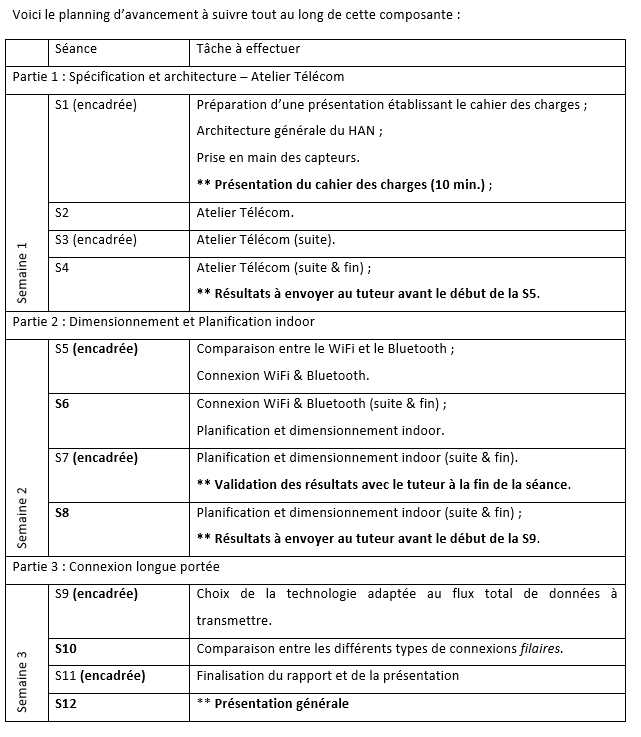 Voici le planning d’avancement à suivre tout au long de cette composante :
Séance Tâche à effectuer
Partie 1 : Spécification et architecture – Atelier Télécom
Semaine 1
S1 (encadrée) Préparation d’une présentation établissant le cahier des charges ;
Architecture générale du HAN ;
Prise en main des capteurs.
** Présentation du cahier des charges (10 min.) ;
S2 Atelier Télécom.
S3 (encadrée) Atelier Télécom (suite).
S4 Atelier Télécom (suite & fin) ;
** Résultats à envoyer au tuteur avant le début de la S5.
Partie 2 : Dimensionnement et Planification indoor
Semaine 2
S5 (encadrée) Comparaison entre le WiFi et le Bluetooth ;
Connexion WiFi & Bluetooth.
S6 Connexion WiFi & Bluetooth (suite & fin) ;
Planification et dimensionnement indoor.
S7 (encadrée) Planification et dimensionnement indoor (suite & fin).
** Validation des résultats avec le tuteur à la fin de la séance.
S8 Planification et dimensionnement indoor (suite & fin) ;
** Résultats à envoyer au tuteur avant le début de la S9.
Partie 3 : Connexion longue portée
Semaine 3
S9 (encadrée) Choix de la technologie adaptée au flux total de données à
transmettre.
S10 Comparaison entre les différents types de connexions filaires.
S11 (encadrée) Finalisation du rapport et de la présentation
S12 ** Présentation générale